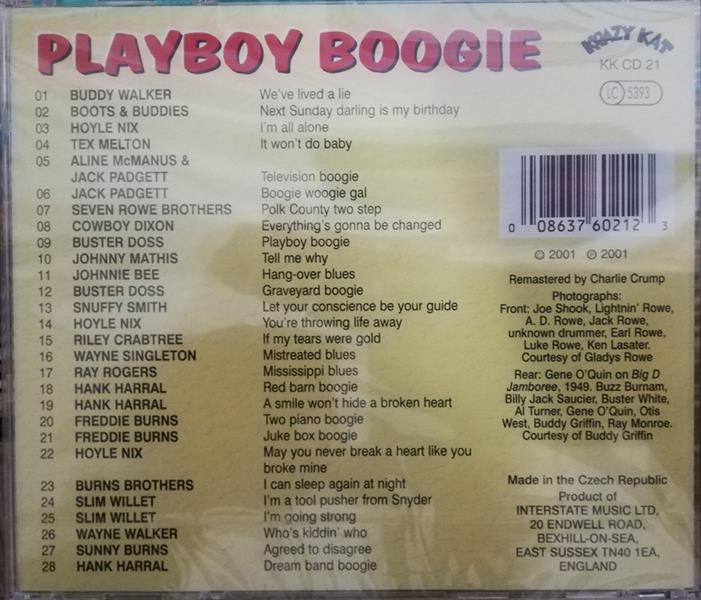 PLAYBOY BOOGIE
KRAZY KAT
KK CD 21
LC 5393
01 BUDDY WALKER We've lived a lie
02 BOOTS & BUDDIES Next Sunday darling is my birthday
03 HOYLE NIX I'm all alone
04 TEX MELTON It won't do baby
05 ALINE McMANUS &
JACK PADGETT Television boogie
06 JACK PADGETT Boogie woogie gal
07 SEVEN ROWE BROTHERS Polk County two step
08 COWBOY DIXON Everything's gonna be changed
09 BUSTER DOSS Playboy boogie
10 JOHNNY MATHIS Tell me why
11 JOHNNIE BEE Hang-over blues
12 BUSTER DOSS Graveyard boogie
13 SNUFFY SMITH Let your conscience be your guide
14 HOYLE NIX You're throwing life away
15 RILEY CRABTREE If my tears were gold
16 WAYNE SINGLETON Mistreated blues
17 RAY ROGERS Mississippi blues
18 HANK HARRAL Red barn boogie
19 HANK HARRAL A smile won't hide a broken heart
20 FREDDIE BURNS Two piano boogie
21 FREDDIE BURNS Juke box boogie
22 HOYLE NIX May you never break a heart like you
broke mine
23 BURNS BROTHERS I can sleep again at night
24 SLIM WILLET I'm a tool pusher from Snyder
25 SLIM WILLET I'm going strong
26 WAYNE WALKER Who's kiddin' who
27 SUNNY BURNS Agreed to disagree
28 HANK HARRAL Dream band boogie
0 08637 60212 3
© 2001 ℗ 2001
Remastered by Charlie Crump
Photographs:
Front: Joe Shook, Lightnin' Rowe,
A. D. Rowe, Jack Rowe,
unknown drummer, Earl Rowe,
Luke Rowe, Ken Lasater.
Courtesy of Gladys Rowe
Rear: Gene O'Quin on Big D
Jamboree, 1949. Buzz Burnam,
Billy Jack Saucier, Buster White,
Al Turner, Gene O'Quin, Otis
West, Buddy Griffin, Ray Monroe.
Courtesy of Buddy Griffin
Made in the Czech Republic
Product of
INTERSTATE MUSIC LTD,
20 ENDWELL ROAD,
BEXHILL-ON-SEA,
EAST SUSSEX TN40 1EA,
ENGLAND